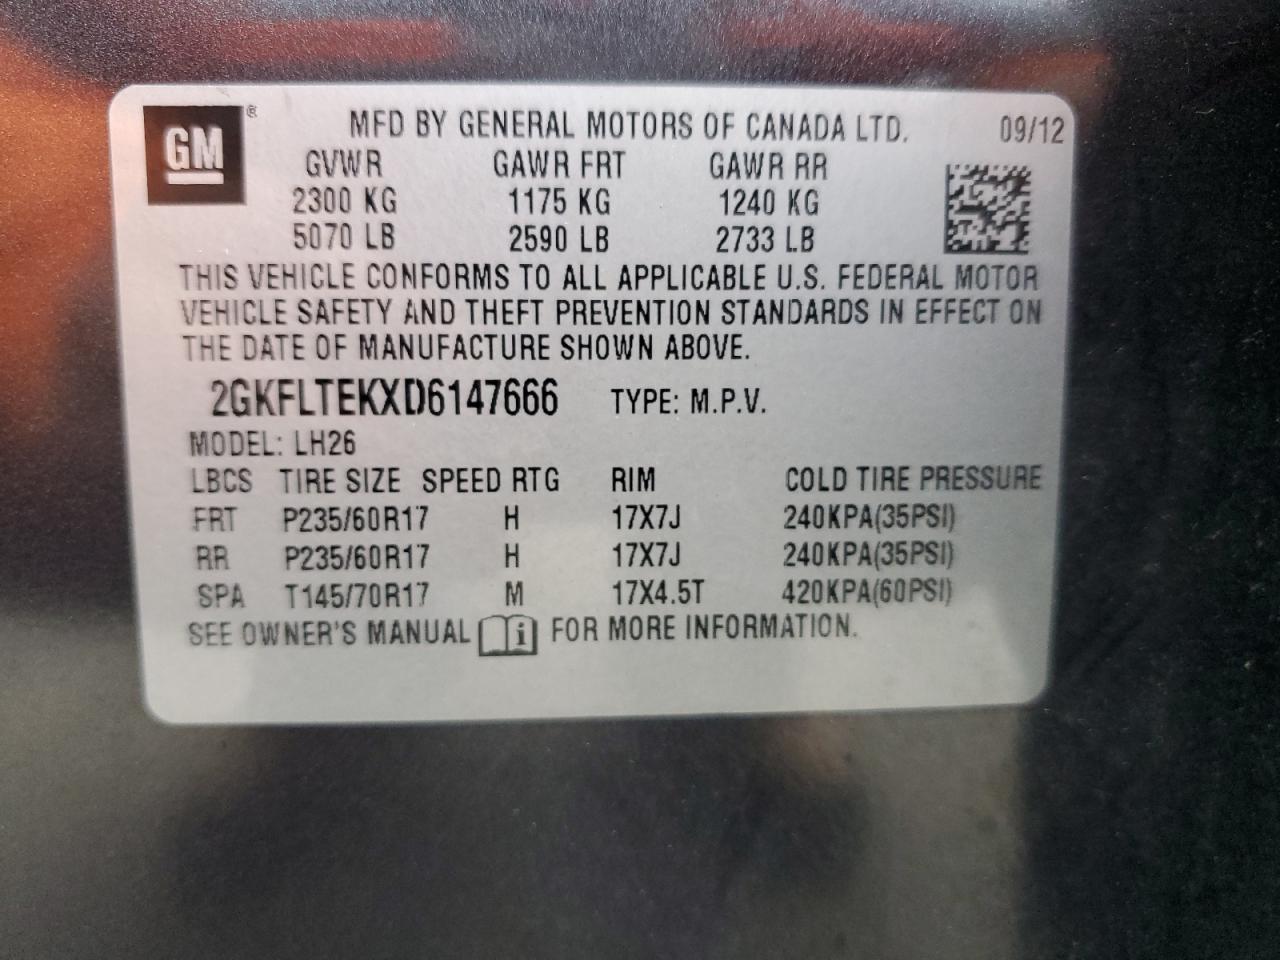 GM ®
MFD BY GENERAL MOTORS OF CANADA LTD. 09/12
GVWR GAWR FRT GAWR RR
2300 KG 1175 KG 1240 KG
5070 LB 2590 LB 2733 LB
THIS VEHICLE CONFORMS TO ALL APPLICABLE U.S. FEDERAL MOTOR
VEHICLE SAFETY AND THEFT PREVENTION STANDARDS IN EFFECT ON
THE DATE OF MANUFACTURE SHOWN ABOVE.
2GKFLTEKXD6147666 TYPE: M.P.V.
MODEL: LH26
LBCS TIRE SIZE SPEED RTG RIM COLD TIRE PRESSURE
FRT P235/60R17 H 17X7J 240KPA(35PSI)
RR P235/60R17 H 17X7J 240KPA(35PSI)
SPA T145/70R17 M 17X4.5T 420KPA(60PSI)
SEE OWNER'S MANUAL i FOR MORE INFORMATION.